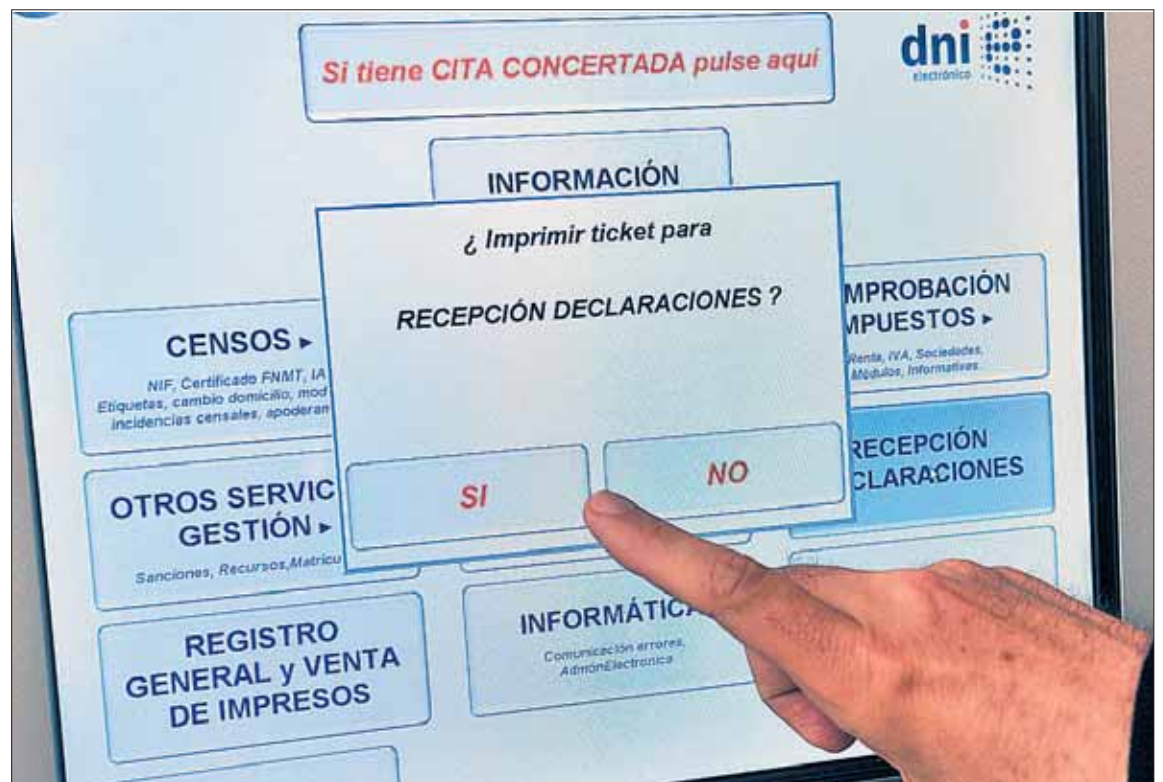 Si tiene CITA CONCERTADA pulse aquí
dni
electrónico
INFORMACIÓN
¿ Imprimir ticket para
RECEPCIÓN DECLARACIONES ?
SI
NO
CENSOS ▸
NIF, Certificado FNMT, IA
Etiquetas, cambio domicilio, mod
incidencias censales, apoderam
MPROBACIÓN
MPUESTOS ▸
Renta, IVA, Sociedades,
Módulos, Informativas
OTROS SERVIC
GESTIÓN ▸
Sanciones, Recursos,Matricu
RECEPCIÓN
CLARACIONES
REGISTRO
GENERAL y VENTA
DE IMPRESOS
INFORMÁTICA
Comunicación errores,
AdmónElectronica